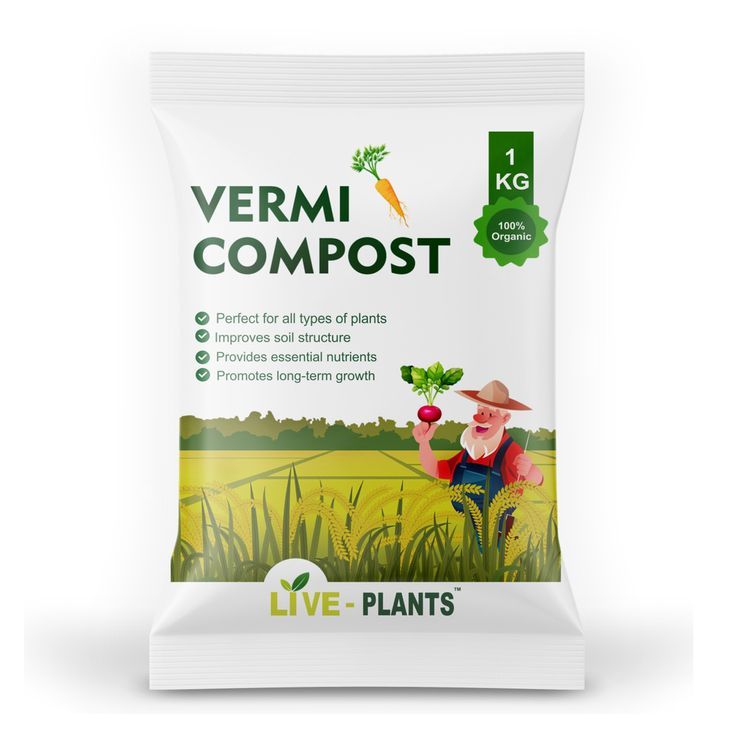 VERMI
COMPOST
1
KG
100%
Organic
Perfect for all types of plants
Improves soil structure
Provides essential nutrients
Promotes long-term growth
LIVE - PLANTS™